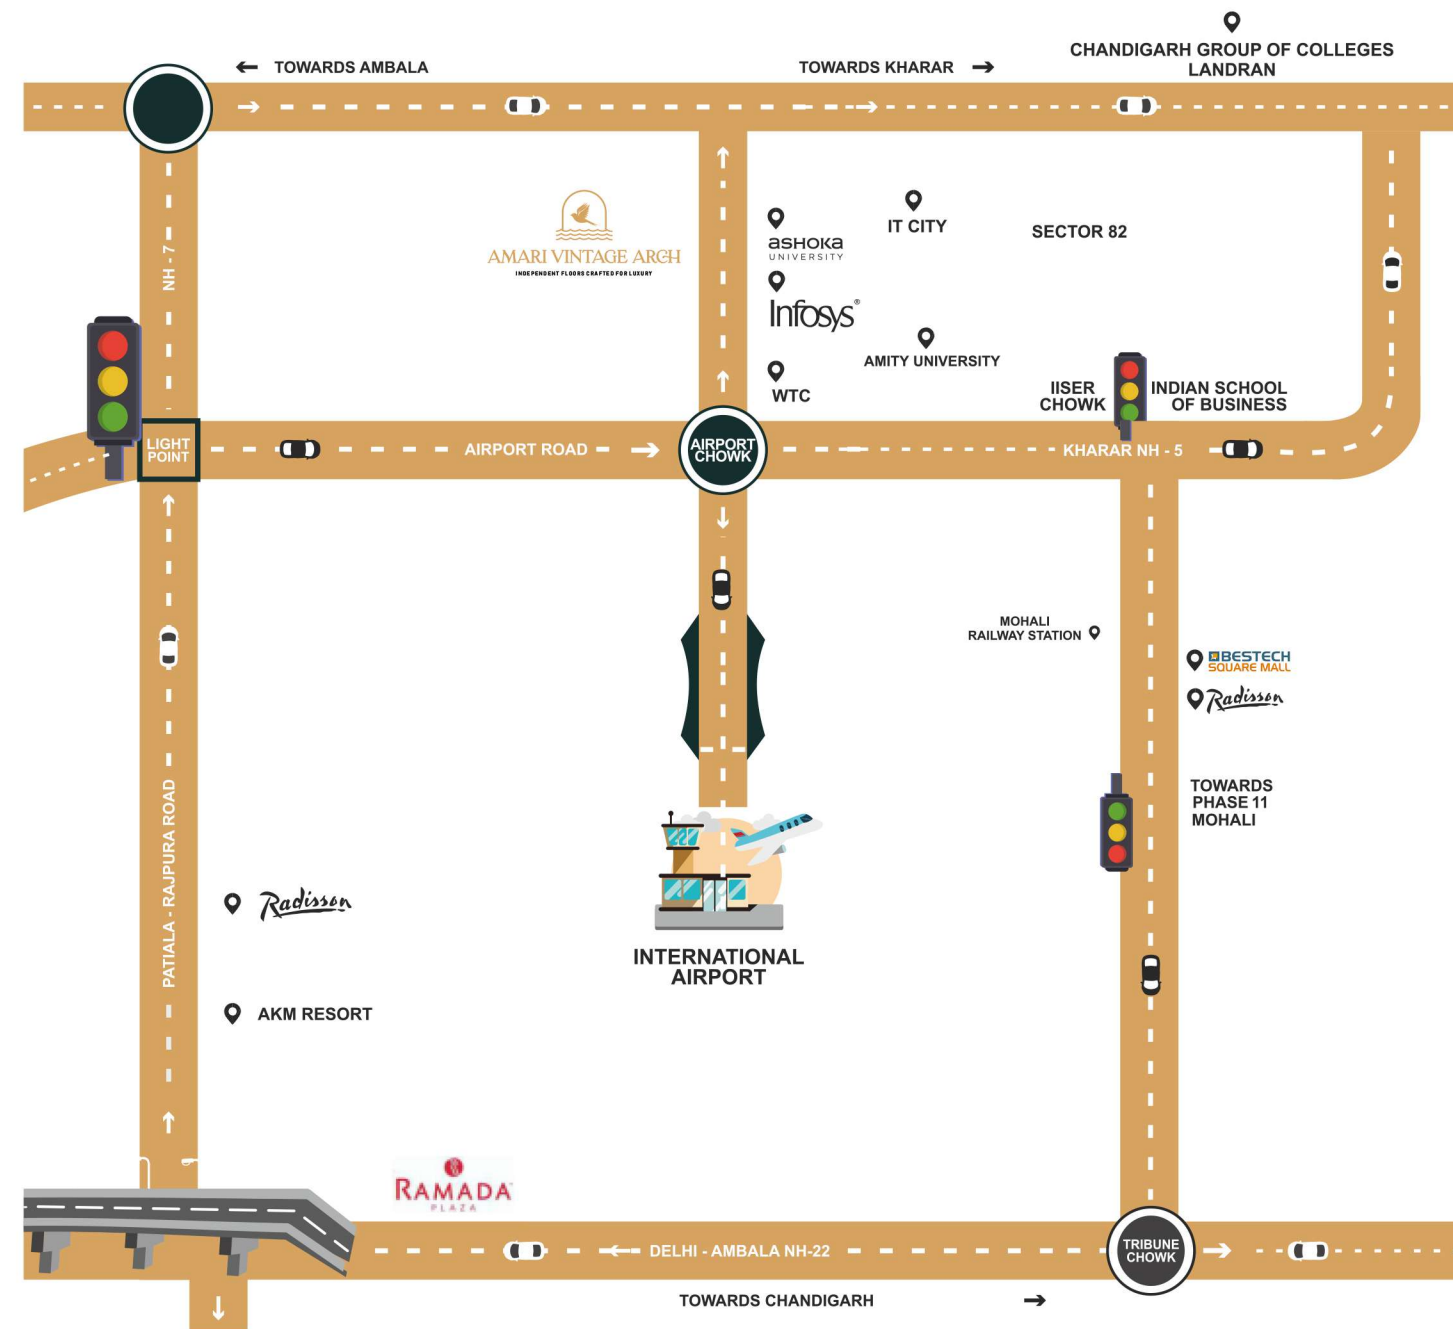 CHANDIGARH GROUP OF COLLEGES
LANDRAN
TOWARDS AMBALA
TOWARDS KHARAR
NH - 7
AMARI VINTAGE ARCH
INDEPENDENT FLOORS CRAFTED FOR LUXURY
ASHOKA
UNIVERSITY
IT CITY
SECTOR 82
Infosys®
AMITY UNIVERSITY
WTC
IISER
CHOWK
INDIAN SCHOOL
OF BUSINESS
LIGHT
POINT
AIRPORT ROAD
AIRPORT
CHOWK
KHARAR NH - 5
MOHALI
RAILWAY STATION
BESTECH
SQUARE MALL
Radisson
TOWARDS
PHASE 11
MOHALI
PATIALA - RAJPURA ROAD
Radisson
INTERNATIONAL
AIRPORT
AKM RESORT
RAMADA
PLAZA
DELHI - AMBALA NH-22
TRIBUNE
CHOWK
TOWARDS CHANDIGARH